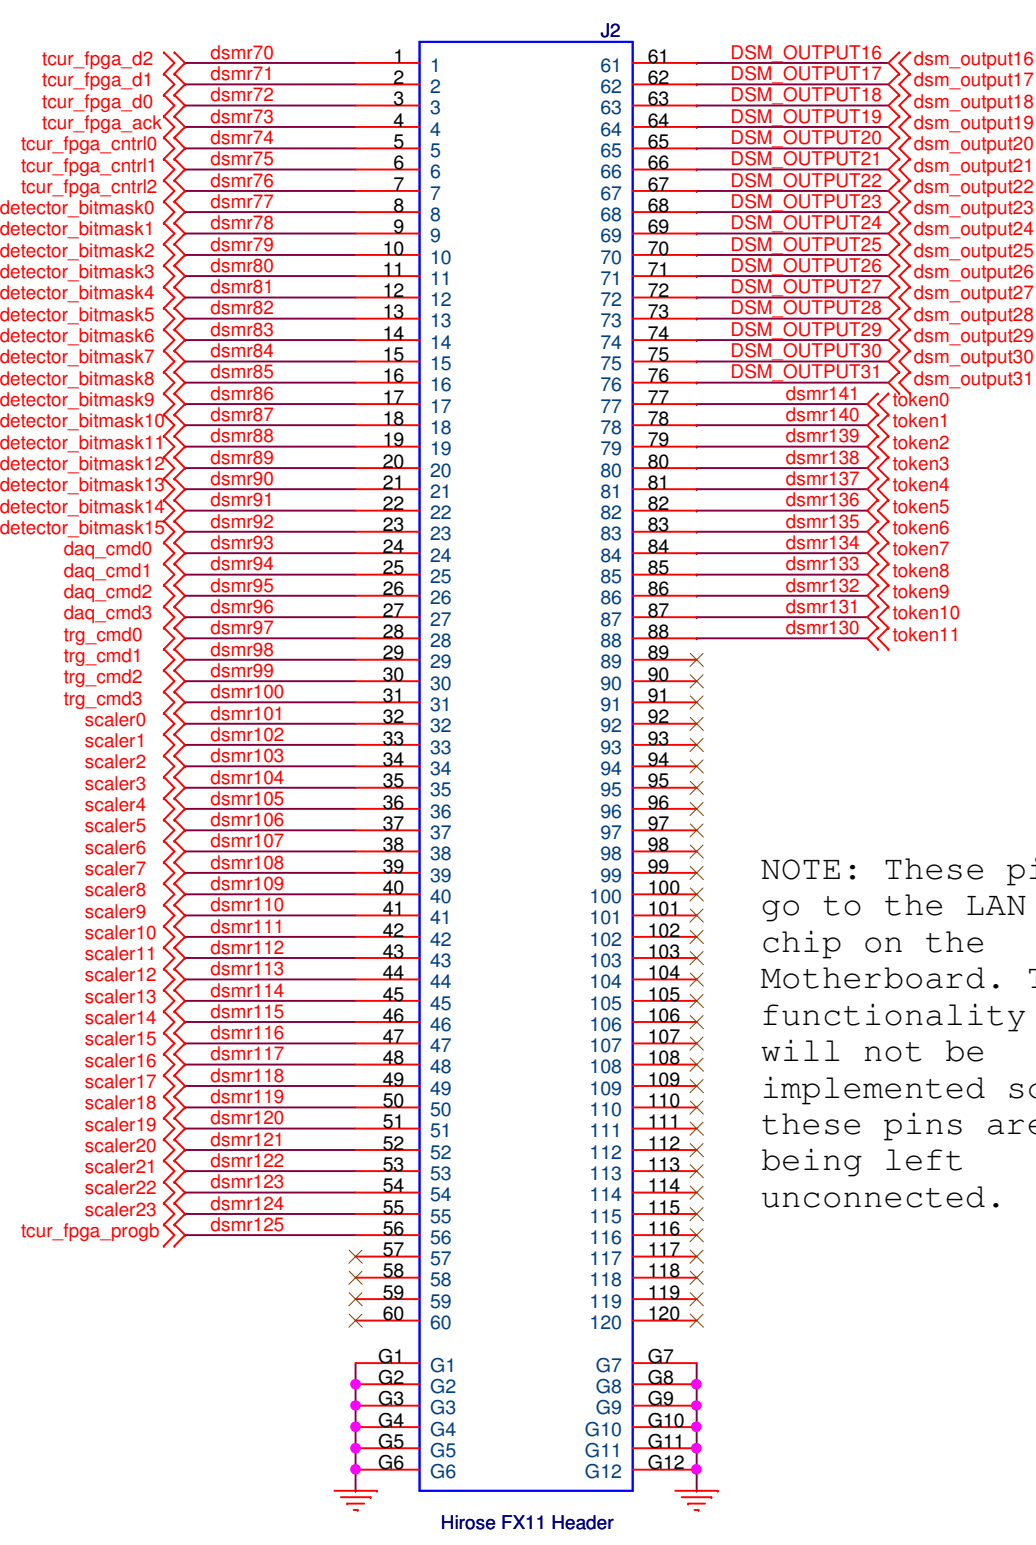 J2
tcur_fpga_d2 dsmr70 1 1 61 61 DSM_OUTPUT16 dsm_output16
tcur_fpga_d1 dsmr71 2 2 62 62 DSM_OUTPUT17 dsm_output17
tcur_fpga_d0 dsmr72 3 3 63 63 DSM_OUTPUT18 dsm_output18
tcur_fpga_ack dsmr73 4 4 64 64 DSM_OUTPUT19 dsm_output19
tcur_fpga_cntrl0 dsmr74 5 5 65 65 DSM_OUTPUT20 dsm_output20
tcur_fpga_cntrl1 dsmr75 6 6 66 66 DSM_OUTPUT21 dsm_output21
tcur_fpga_cntrl2 dsmr76 7 7 67 67 DSM_OUTPUT22 dsm_output22
detector_bitmask0 dsmr77 8 8 68 68 DSM_OUTPUT23 dsm_output23
detector_bitmask1 dsmr78 9 9 69 69 DSM_OUTPUT24 dsm_output24
detector_bitmask2 dsmr79 10 10 70 70 DSM_OUTPUT25 dsm_output25
detector_bitmask3 dsmr80 11 11 71 71 DSM_OUTPUT26 dsm_output26
detector_bitmask4 dsmr81 12 12 72 72 DSM_OUTPUT27 dsm_output27
detector_bitmask5 dsmr82 13 13 73 73 DSM_OUTPUT28 dsm_output28
detector_bitmask6 dsmr83 14 14 74 74 DSM_OUTPUT29 dsm_output29
detector_bitmask7 dsmr84 15 15 75 75 DSM_OUTPUT30 dsm_output30
detector_bitmask8 dsmr85 16 16 76 76 DSM_OUTPUT31 dsm_output31
detector_bitmask9 dsmr86 17 17 77 77 dsmr141 token0
detector_bitmask10 dsmr87 18 18 78 78 dsmr140 token1
detector_bitmask11 dsmr88 19 19 79 79 dsmr139 token2
detector_bitmask12 dsmr89 20 20 80 80 dsmr138 token3
detector_bitmask13 dsmr90 21 21 81 81 dsmr137 token4
detector_bitmask14 dsmr91 22 22 82 82 dsmr136 token5
detector_bitmask15 dsmr92 23 23 83 83 dsmr135 token6
daq_cmd0 dsmr93 24 24 84 84 dsmr134 token7
daq_cmd1 dsmr94 25 25 85 85 dsmr133 token8
daq_cmd2 dsmr95 26 26 86 86 dsmr132 token9
daq_cmd3 dsmr96 27 27 87 87 dsmr131 token10
trg_cmd0 dsmr97 28 28 88 88 dsmr130 token11
trg_cmd1 dsmr98 29 29 89 89
trg_cmd2 dsmr99 30 30 90 90
trg_cmd3 dsmr100 31 31 91 91
scaler0 dsmr101 32 32 92 92
scaler1 dsmr102 33 33 93 93
scaler2 dsmr103 34 34 94 94
scaler3 dsmr104 35 35 95 95
scaler4 dsmr105 36 36 96 96
scaler5 dsmr106 37 37 97 97
scaler6 dsmr107 38 38 98 98
scaler7 dsmr108 39 39 99 99
scaler8 dsmr109 40 40 100 100
scaler9 dsmr110 41 41 101 101
scaler10 dsmr111 42 42 102 102
scaler11 dsmr112 43 43 103 103
scaler12 dsmr113 44 44 104 104
scaler13 dsmr114 45 45 105 105
scaler14 dsmr115 46 46 106 106
scaler15 dsmr116 47 47 107 107
scaler16 dsmr117 48 48 108 108
scaler17 dsmr118 49 49 109 109
scaler18 dsmr119 50 50 110 110
scaler19 dsmr120 51 51 111 111
scaler20 dsmr121 52 52 112 112
scaler21 dsmr122 53 53 113 113
scaler22 dsmr123 54 54 114 114
scaler23 dsmr124 55 55 115 115
tcur_fpga_progb dsmr125 56 56 116 116
57 57 117 117
58 58 118 118
59 59 119 119
60 60 120 120
G1 G1 G7 G7
G2 G2 G8 G8
G3 G3 G9 G9
G4 G4 G10 G10
G5 G5 G11 G11
G6 G6 G12 G12
Hirose FX11 Header
NOTE: These
go to the LAN
chip on the
Motherboard.
functionality
will not be
implemented so
these pins are
being left
unconnected.